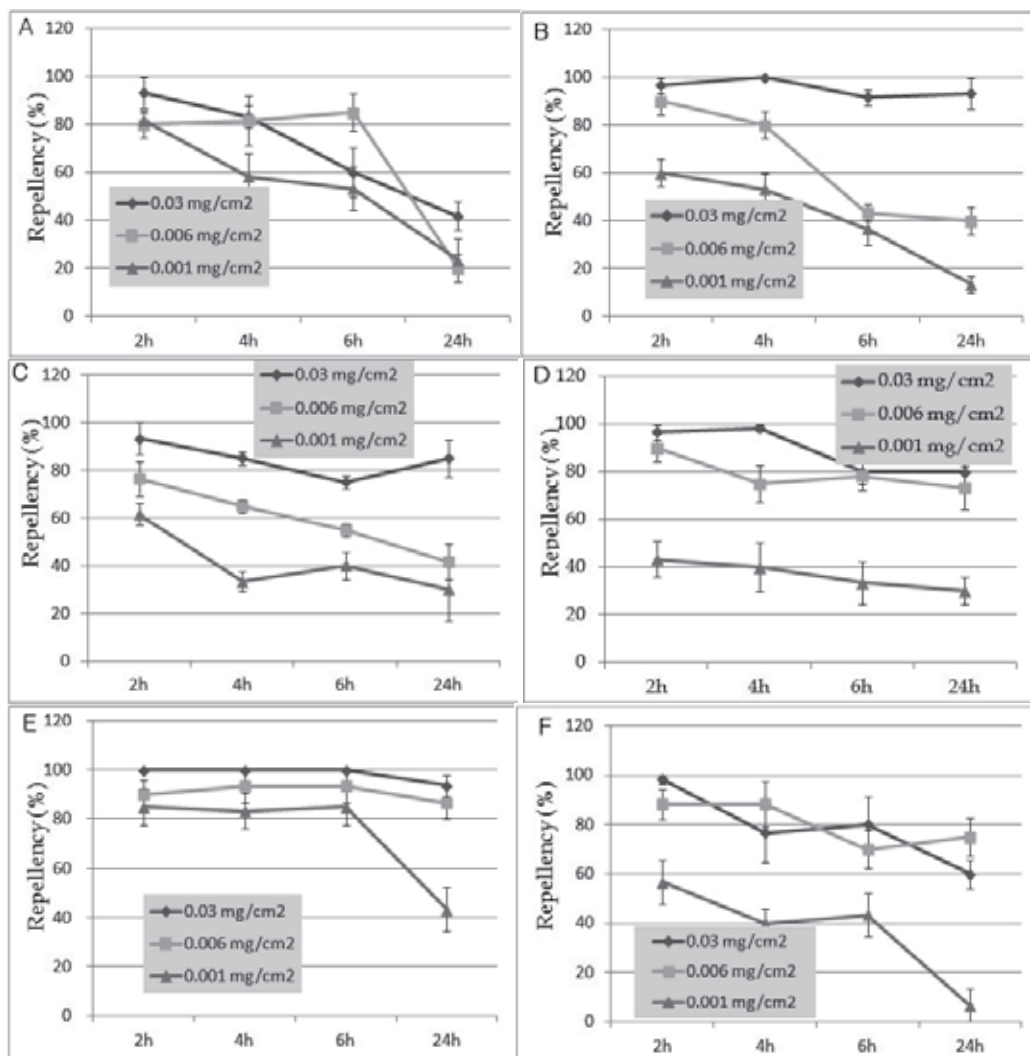 A
120
100
80
60
40
20
0
Repellency (%)
0.03 mg/cm2
0.006 mg/cm2
0.001 mg/cm2
2h 4h 6h 24h
B
120
100
80
60
40
20
0
Repellency (%)
0.03 mg/cm2
0.006 mg/cm2
0.001 mg/cm2
2h 4h 6h 24h
C
120
100
80
60
40
20
0
Repellency (%)
0.03 mg/cm2
0.006 mg/cm2
0.001 mg/cm2
2h 4h 6h 24h
D
120
100
80
60
40
20
0
Repellency (%)
0.03 mg/cm2
0.006 mg/cm2
0.001 mg/cm2
2h 4h 6h 24h
E
120
100
80
60
40
20
0
Repellency (%)
0.03 mg/cm2
0.006 mg/cm2
0.001 mg/cm2
2h 4h 6h 24h
F
120
100
80
60
40
20
0
Repellency (%)
0.03 mg/cm2
0.006 mg/cm2
0.001 mg/cm2
2h 4h 6h 24h